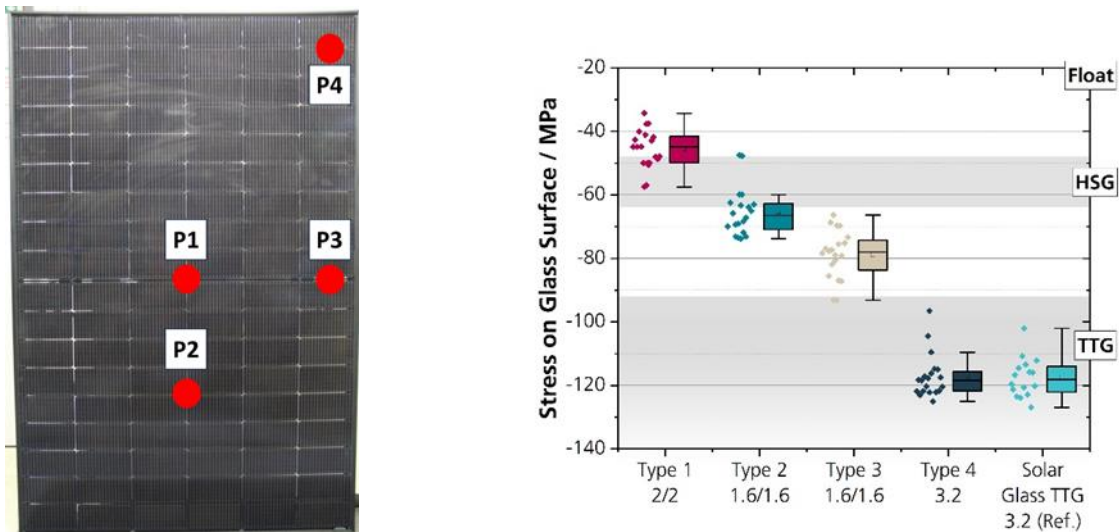 P4
P1
P3
P2
Stress on Glass Surface / MPa
-20
-40
-60
-80
-100
-120
-140
Float
HSG
TTG
Type 1
2/2
Type 2
1.6/1.6
Type 3
1.6/1.6
Type 4
3.2
Solar
Glass TTG
3.2 (Ref.)